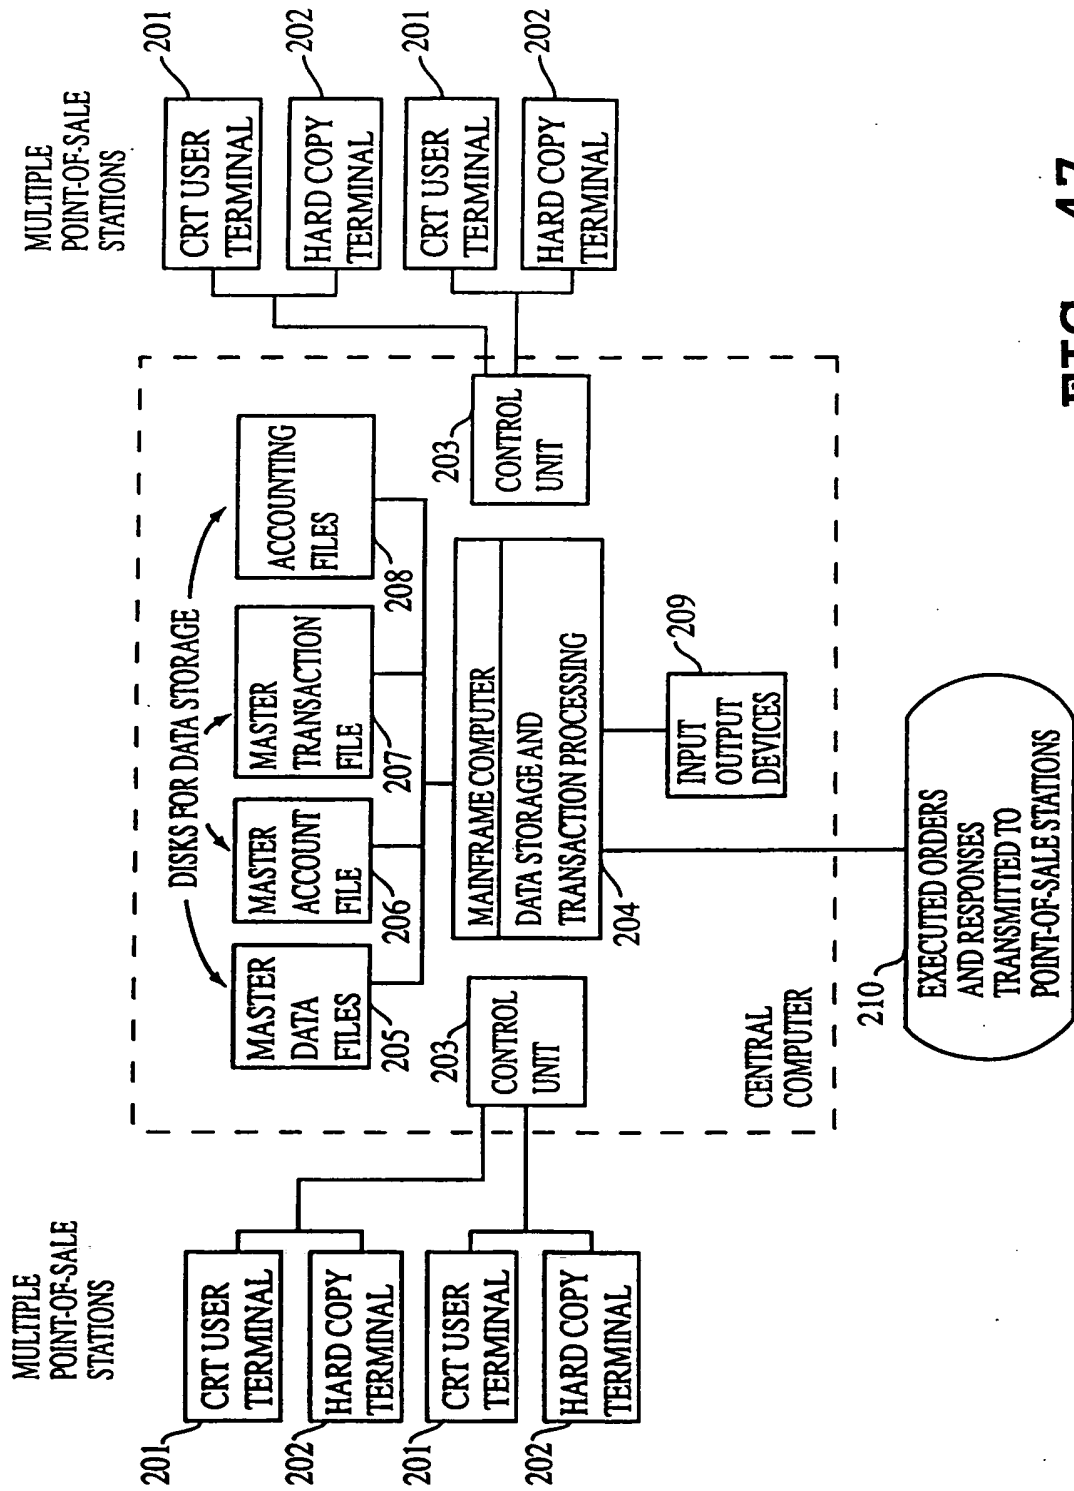 MULTIPLE
POINT-OF-SALE
STATIONS
201
CRT USER
TERMINAL
202
HARD COPY
TERMINAL
201
CRT USER
TERMINAL
202
HARD COPY
TERMINAL
DISKS FOR DATA STORAGE
MASTER
DATA
FILES
205
MASTER
ACCOUNT
FILE
206
MASTER
TRANSACTION
FILE
207
ACCOUNTING
FILES
208
203
CONTROL
UNIT
MAINFRAME COMPUTER
DATA STORAGE AND
TRANSACTION PROCESSING
204
203
CONTROL
UNIT
209
INPUT
OUTPUT
DEVICES
CENTRAL
COMPUTER
210
EXECUTED ORDERS
AND RESPONSES
TRANSMITTED TO
POINT-OF-SALE STATIONS
MULTIPLE
POINT-OF-SALE
STATIONS
CRT USER
TERMINAL
201
HARD COPY
TERMINAL
202
CRT USER
TERMINAL
201
HARD COPY
TERMINAL
202